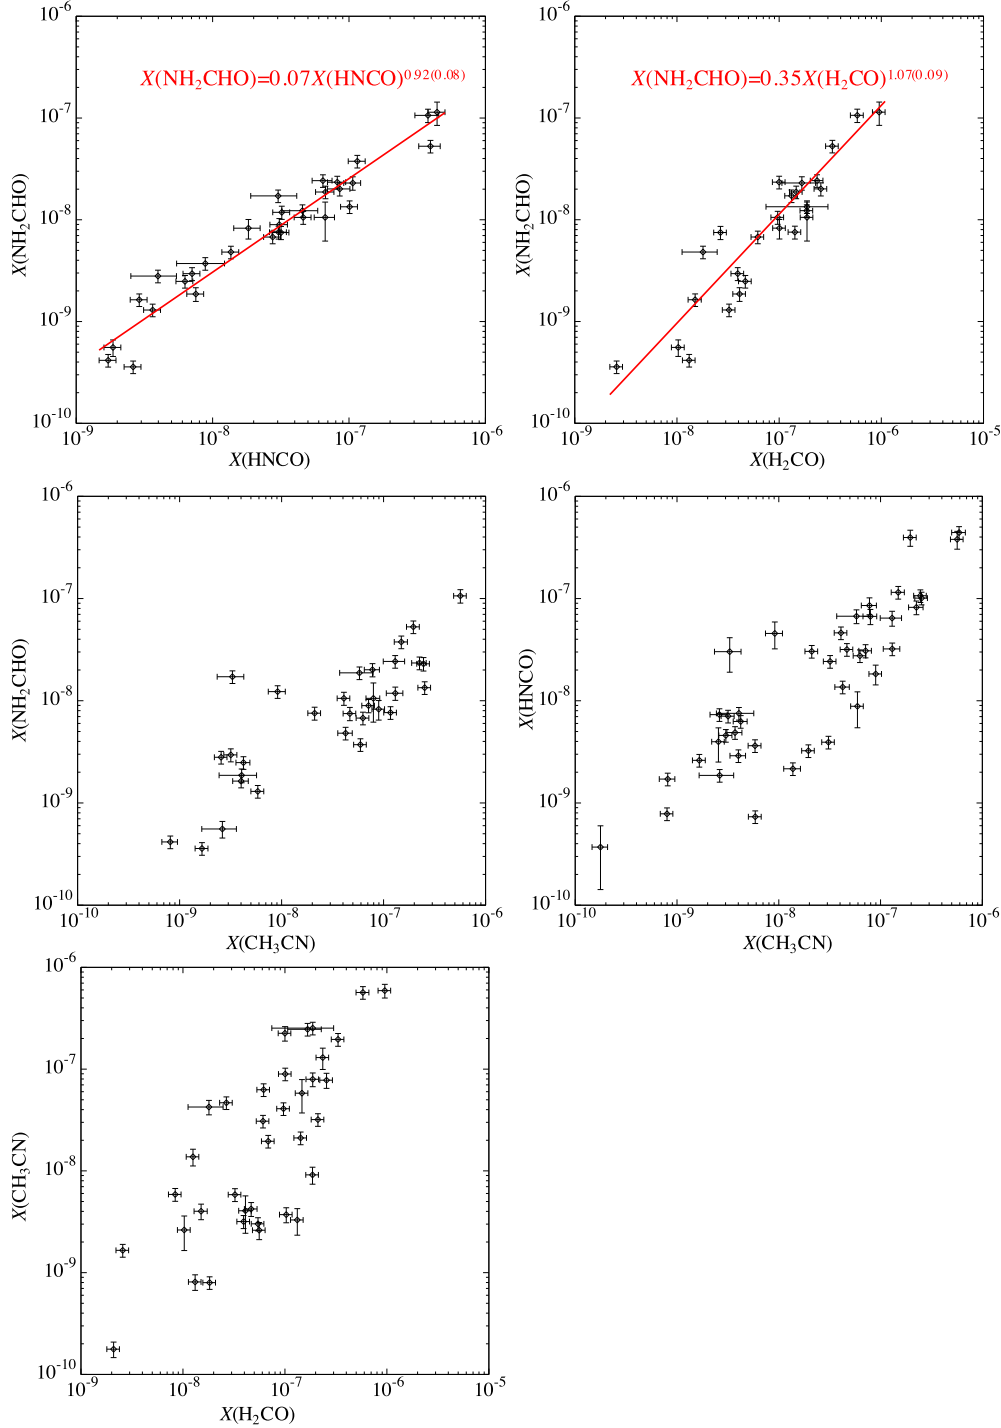 10⁻⁶
10⁻⁷
10⁻⁸
10⁻⁹
10⁻¹⁰
X(NH₂CHO)
X(NH₂CHO)=0.07X(HNCO)⁰·⁹²⁽⁰·⁰⁸⁾
10⁻⁹ 10⁻⁸ 10⁻⁷ 10⁻⁶
X(HNCO)
10⁻⁶
10⁻⁷
10⁻⁸
10⁻⁹
10⁻¹⁰
X(NH₂CHO)
X(NH₂CHO)=0.35X(H₂CO)¹·⁰⁷⁽⁰·⁰⁹⁾
10⁻⁹ 10⁻⁸ 10⁻⁷ 10⁻⁶ 10⁻⁵
X(H₂CO)
10⁻⁶
10⁻⁷
10⁻⁸
10⁻⁹
10⁻¹⁰
X(NH₂CHO)
10⁻¹⁰ 10⁻⁹ 10⁻⁸ 10⁻⁷ 10⁻⁶
X(CH₃CN)
10⁻⁶
10⁻⁷
10⁻⁸
10⁻⁹
10⁻¹⁰
X(HNCO)
10⁻¹⁰ 10⁻⁹ 10⁻⁸ 10⁻⁷ 10⁻⁶
X(CH₃CN)
10⁻⁶
10⁻⁷
10⁻⁸
10⁻⁹
10⁻¹⁰
X(CH₃CN)
10⁻⁹ 10⁻⁸ 10⁻⁷ 10⁻⁶ 10⁻⁵
X(H₂CO)